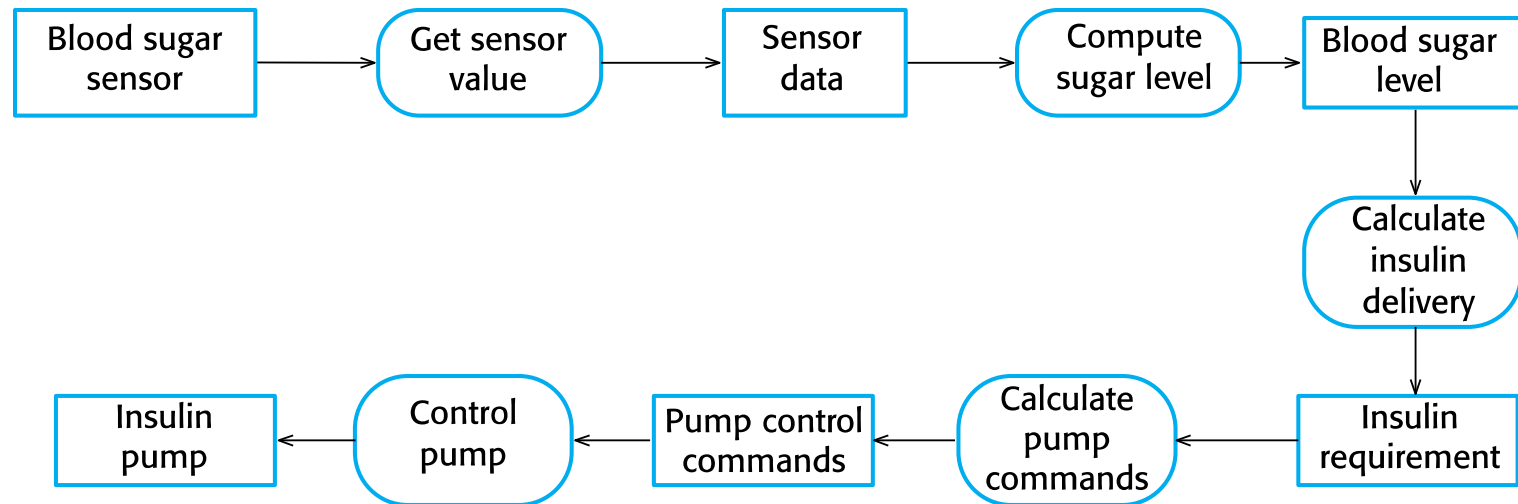 Blood sugar
sensor
Get sensor
value
Sensor
data
Compute
sugar level
Blood sugar
level
Calculate
insulin
delivery
Insulin
requirement
Calculate
pump
commands
Pump control
commands
Control
pump
Insulin
pump